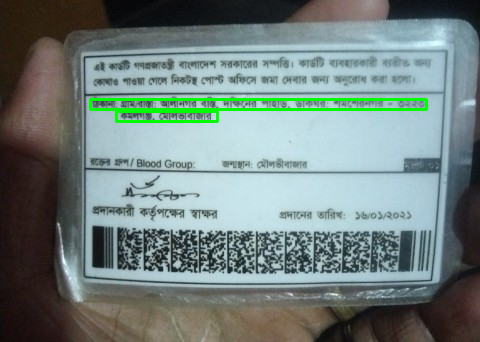 এই কার্ডটি গণপ্রজাতন্ত্রী বাংলাদেশ সরকারের সম্পত্তি। কার্ডটি ব্যবহারকারী ব্যতীত অন্য
কোথাও পাওয়া গেলে নিকটস্থ পোস্ট অফিসে জমা দেবার জন্য অনুরোধ করা হলো।
ঠিকানা: গ্রাম/রাস্তা: আলীনগর বস্তি, দক্ষিনের পাহাড়, ডাকঘর: শমশেরনগর - ৩২২৩
কমলগঞ্জ, মৌলভীবাজার
রক্তের গ্রুপ / Blood Group: জন্মস্থান: মৌলভীবাজার
প্রদানকারী কর্তৃপক্ষের স্বাক্ষর প্রদানের তারিখ: ১৬/০১/২০২১